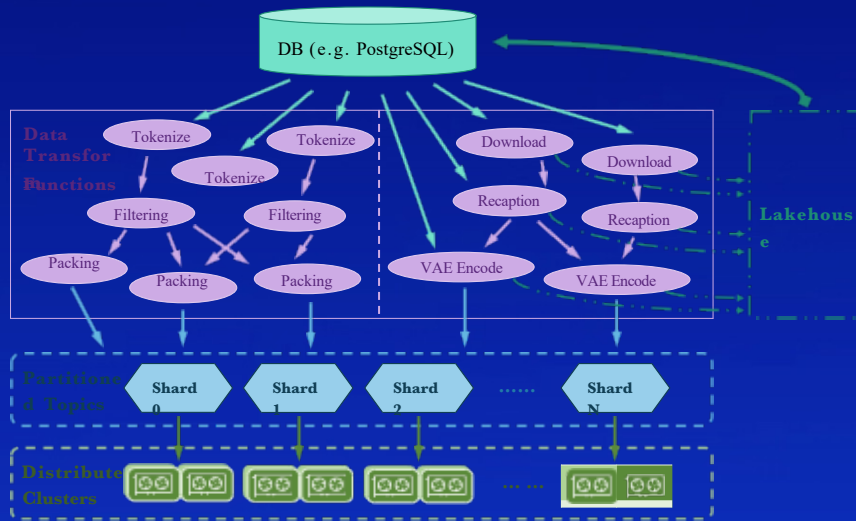 DB (e.g. PostgreSQL)
Data
Transfor
m
Functions
Tokenize
Tokenize
Tokenize
Download
Download
Filtering
Filtering
Recaption
Recaption
Lakehous
e
Packing
Packing
Packing
VAE Encode
VAE Encode
Partitione
d Topics
Shard
0
Shard
1
Shard
2
......
Shard
N
Distribute
Clusters
... ...